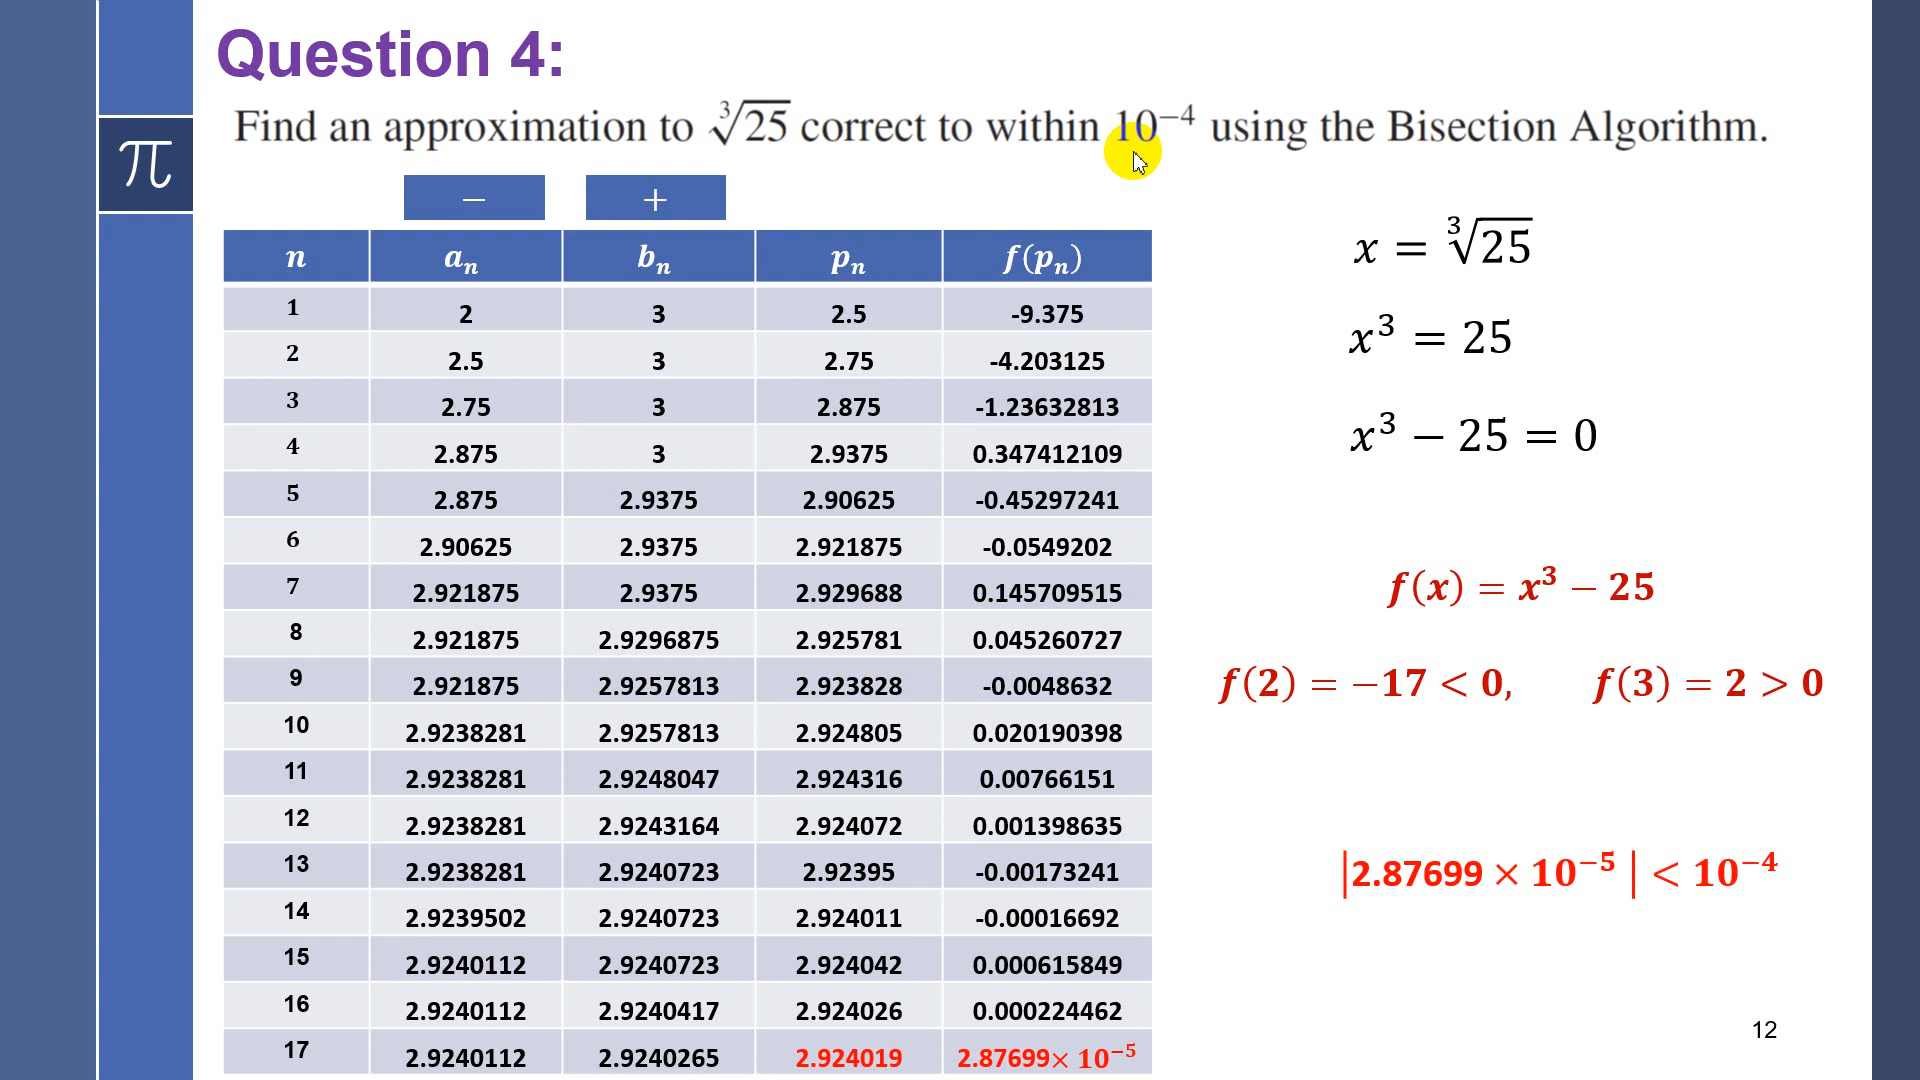 Question 4:
Find an approximation to ∛25 correct to within 10⁻⁴ using the Bisection Algorithm.
π
− +
n aₙ bₙ pₙ f(pₙ)
1 2 3 2.5 -9.375
2 2.5 3 2.75 -4.203125
3 2.75 3 2.875 -1.23632813
4 2.875 3 2.9375 0.347412109
5 2.875 2.9375 2.90625 -0.45297241
6 2.90625 2.9375 2.921875 -0.0549202
7 2.921875 2.9375 2.929688 0.145709515
8 2.921875 2.9296875 2.925781 0.045260727
9 2.921875 2.9257813 2.923828 -0.0048632
10 2.9238281 2.9257813 2.924805 0.020190398
11 2.9238281 2.9248047 2.924316 0.00766151
12 2.9238281 2.9243164 2.924072 0.001398635
13 2.9238281 2.9240723 2.92395 -0.00173241
14 2.9239502 2.9240723 2.924011 -0.00016692
15 2.9240112 2.9240723 2.924042 0.000615849
16 2.9240112 2.9240417 2.924026 0.000224462
17 2.9240112 2.9240265 2.924019 2.87699× 10⁻⁵
x = ∛25
x³ = 25
x³ − 25 = 0
f(x) = x³ − 25
f(2) = −17 < 0, f(3) = 2 > 0
|2.87699 × 10⁻⁵ | < 10⁻⁴
12